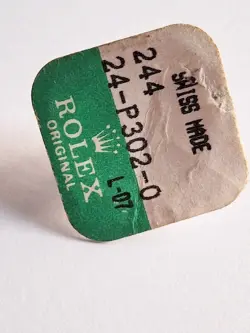 ROLEX
ORIGINAL
244
24-P302-0
L-07
SWISS MADE